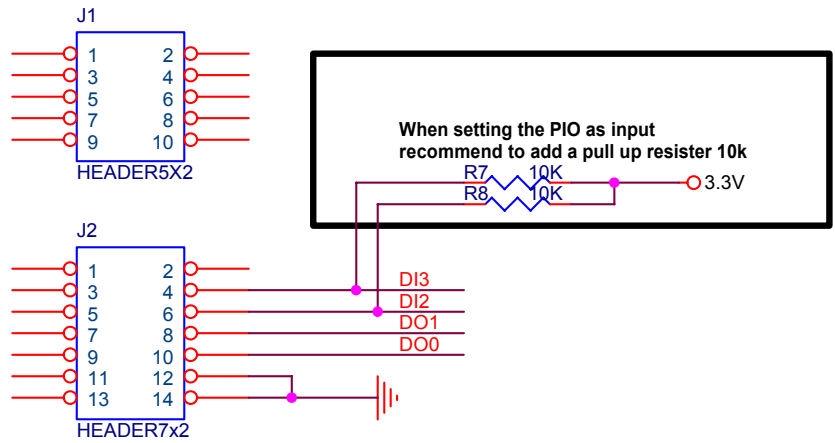 J1
1 2
3 4
5 6
7 8
9 10
HEADER5X2
When setting the PIO as input
recommend to add a pull up resister 10k
R7 10K
R8 10K
3.3V
J2
1 2
3 4 DI3
5 6 DI2
7 8 DO1
9 10 DO0
11 12
13 14
HEADER7x2